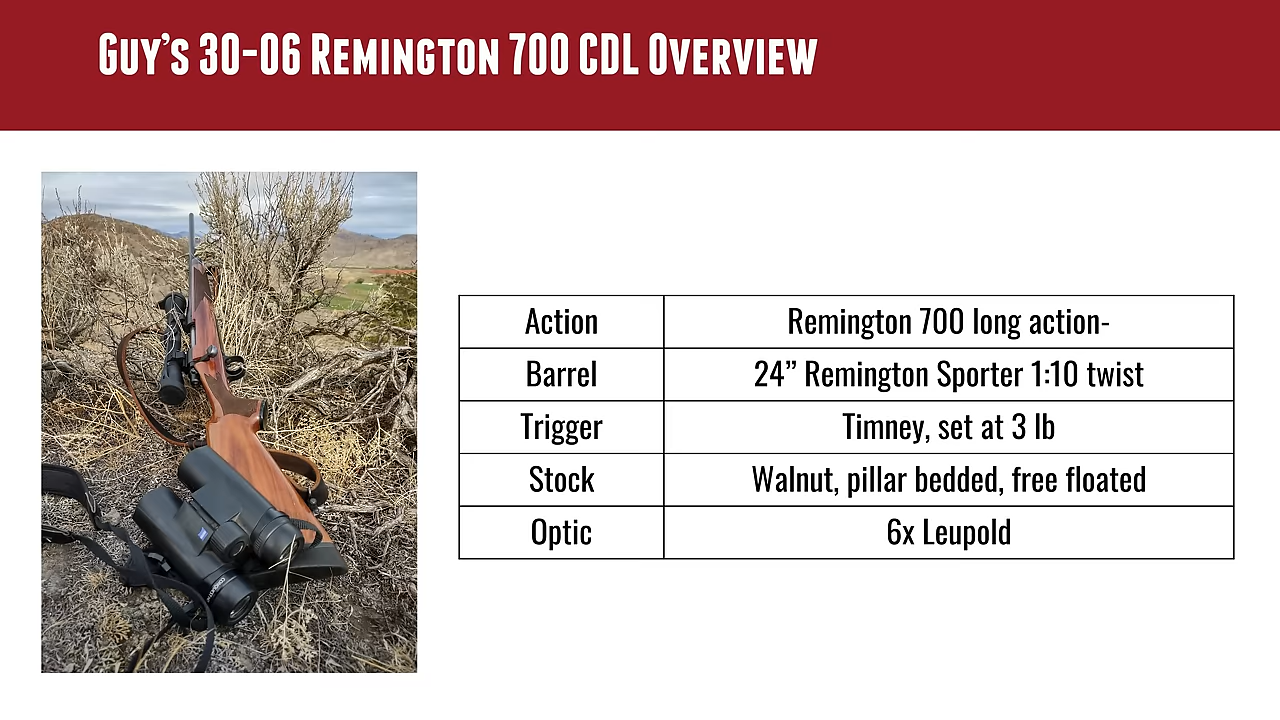 Guy's 30-06 Remington 700 CDL Overview
Action Remington 700 long action-
Barrel 24” Remington Sporter 1:10 twist
Trigger Timney, set at 3 lb
Stock Walnut, pillar bedded, free floated
Optic 6x Leupold